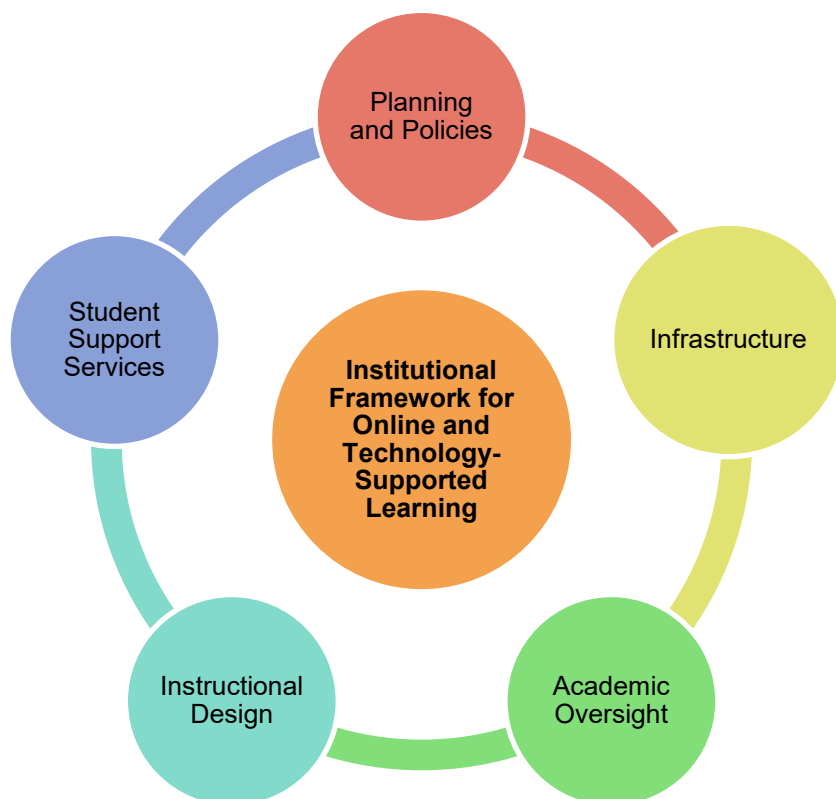 Planning
and Policies
Infrastructure
Academic
Oversight
Instructional
Design
Student
Support
Services
Institutional
Framework for
Online and
Technology-
Supported
Learning